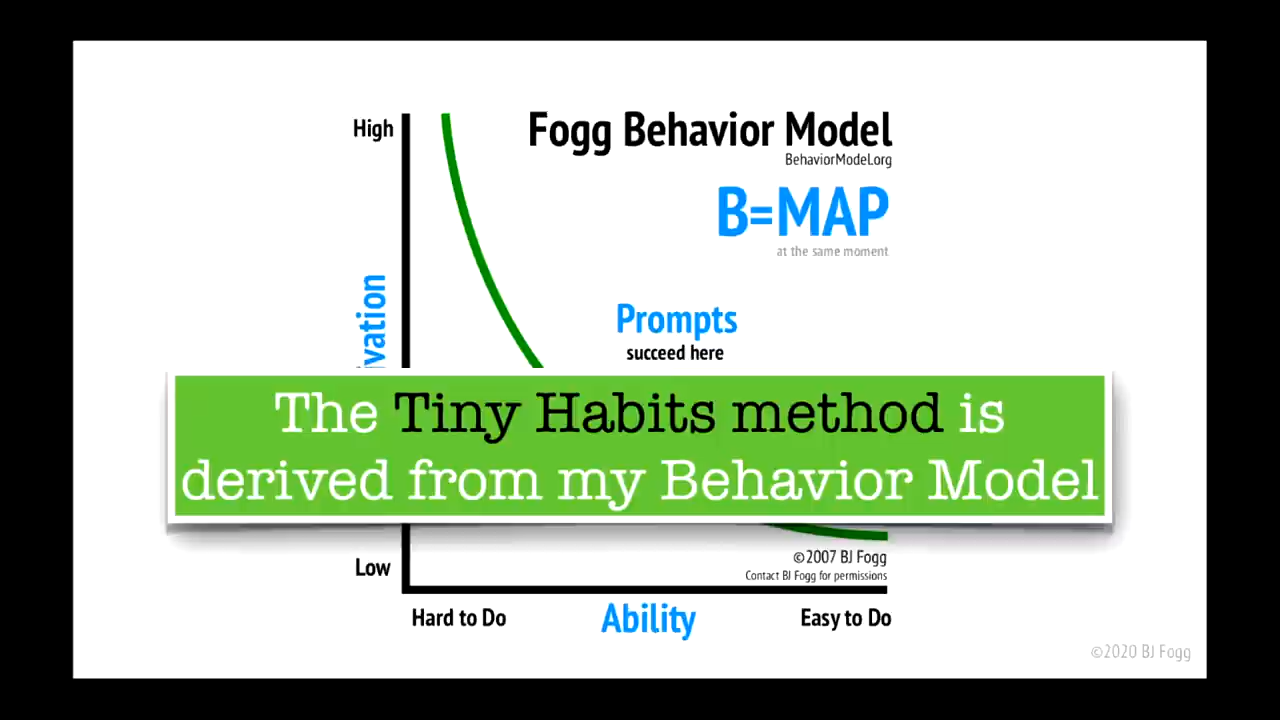 High
Fogg Behavior Model
BehaviorModel.org
B=MAP
at the same moment
Prompts
succeed here
The Tiny Habits method is
derived from my Behavior Model
©2007 BJ Fogg
Contact BJ Fogg for permissions
Low
Hard to Do
Ability
Easy to Do
©2020 BJ Fogg